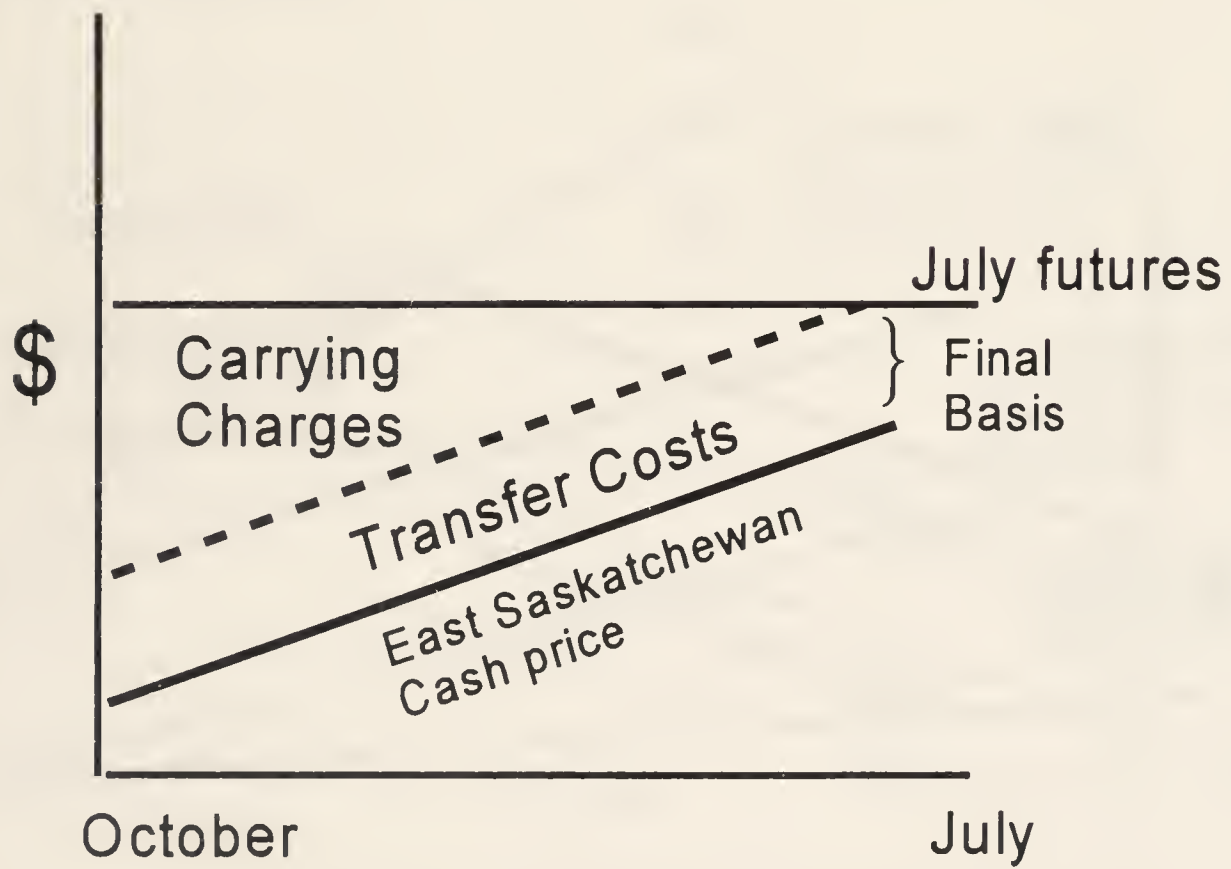 July futures
$
Carrying
Charges
Final
Basis
Transfer Costs
East Saskatchewan
Cash price
October
July